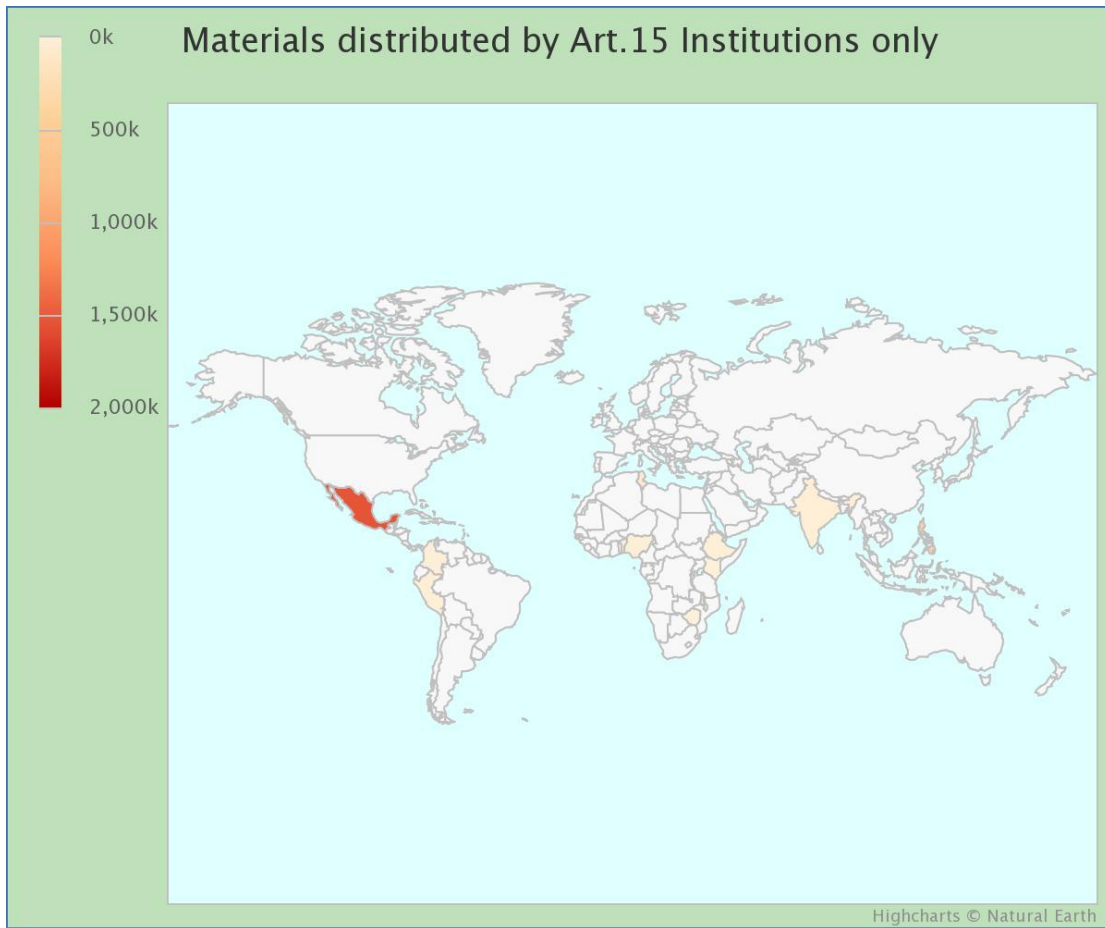 Materials distributed by Art.15 Institutions only
0k
500k
1,000k
1,500k
2,000k
Highcharts © Natural Earth